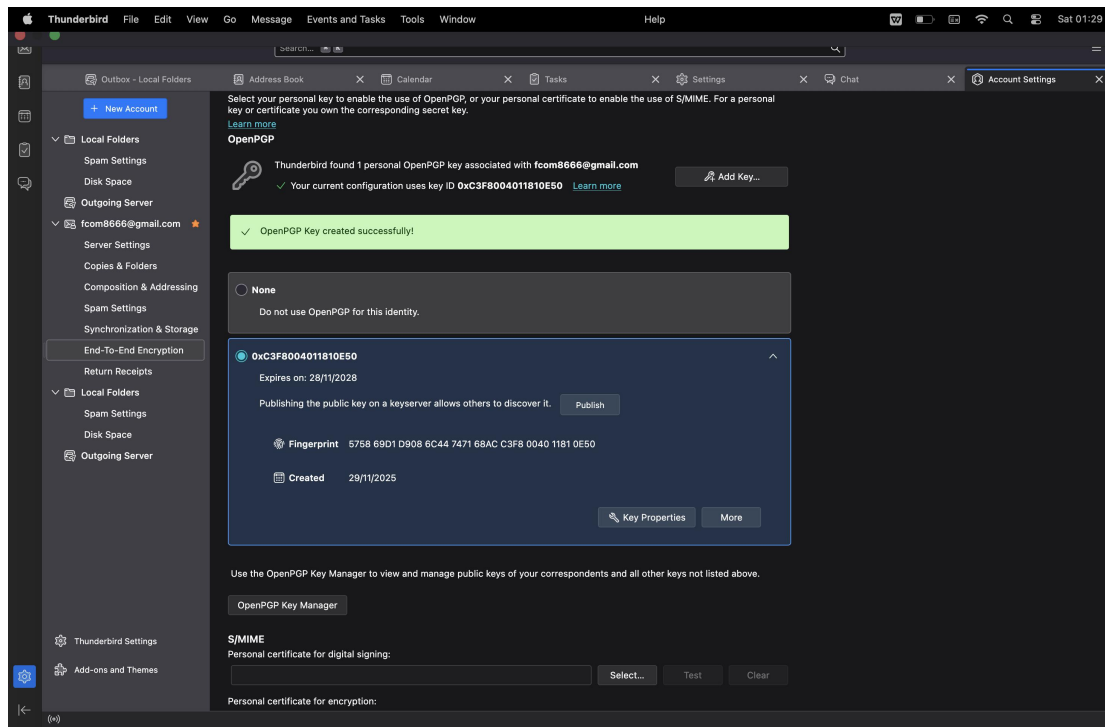 Thunderbird File Edit View Go Message Events and Tasks Tools Window Help Sat 01:29
Search...
Outbox - Local Folders Address Book Calendar Tasks Settings Chat Account Settings
+ New Account
Local Folders
Spam Settings
Disk Space
Outgoing Server
fcom8666@gmail.com
Server Settings
Copies & Folders
Composition & Addressing
Spam Settings
Synchronization & Storage
End-To-End Encryption
Return Receipts
Local Folders
Spam Settings
Disk Space
Outgoing Server
Thunderbird Settings
Add-ons and Themes
Select your personal key to enable the use of OpenPGP, or your personal certificate to enable the use of S/MIME. For a personal
key or certificate you own the corresponding secret key.
Learn more
OpenPGP
Thunderbird found 1 personal OpenPGP key associated with fcom8666@gmail.com
Your current configuration uses key ID 0xC3F8004011810E50 Learn more
Add Key...
OpenPGP Key created successfully!
None
Do not use OpenPGP for this identity.
0xC3F8004011810E50
Expires on: 28/11/2028
Publishing the public key on a keyserver allows others to discover it. Publish
Fingerprint 5758 69D1 D908 6C44 7471 68AC C3F8 0040 1181 0E50
Created 29/11/2025
Key Properties More
Use the OpenPGP Key Manager to view and manage public keys of your correspondents and all other keys not listed above.
OpenPGP Key Manager
S/MIME
Personal certificate for digital signing:
Select... Test Clear
Personal certificate for encryption: